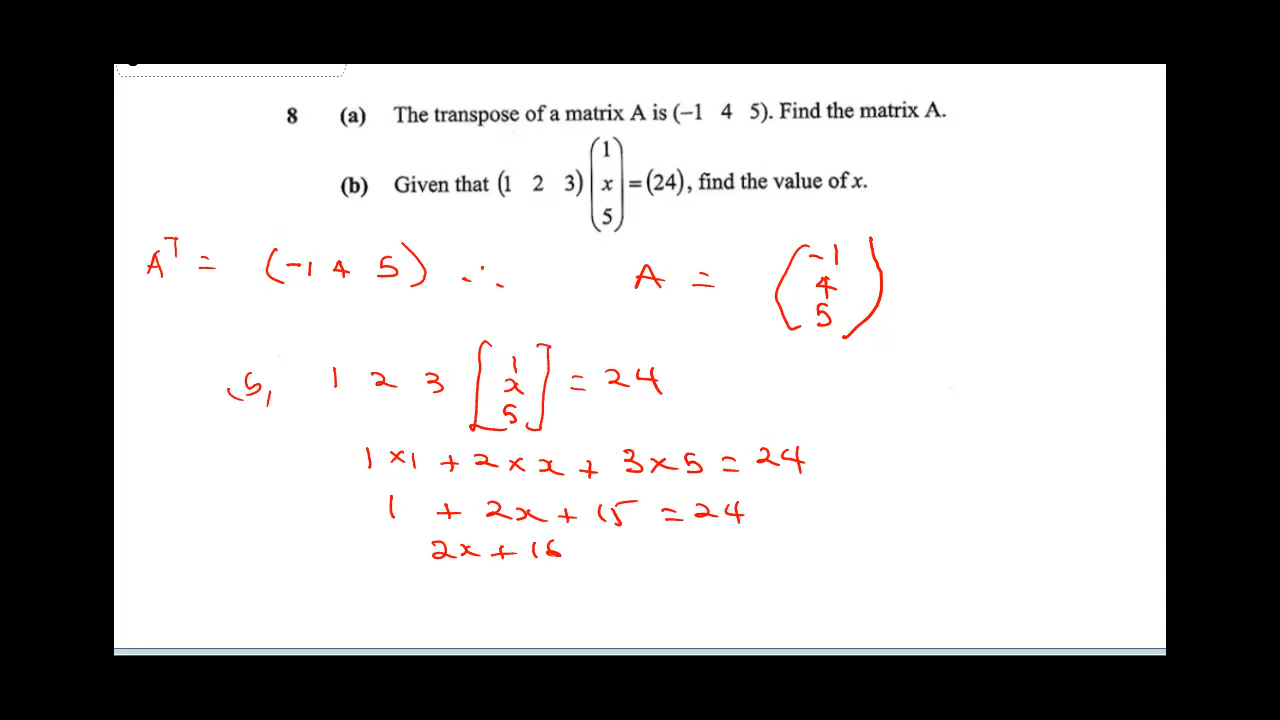 8 (a) The transpose of a matrix A is (−1 4 5). Find the matrix A.
(b) Given that (1 2 3) (1 x 5) = (24), find the value of x.
Aᵀ = (-1 4 5) ∴ A = (-1 4 5)
1 2 3 [1 x 5] = 24
1 × 1 + 2 × x + 3 × 5 = 24
1 + 2x + 15 = 24
2x + 16